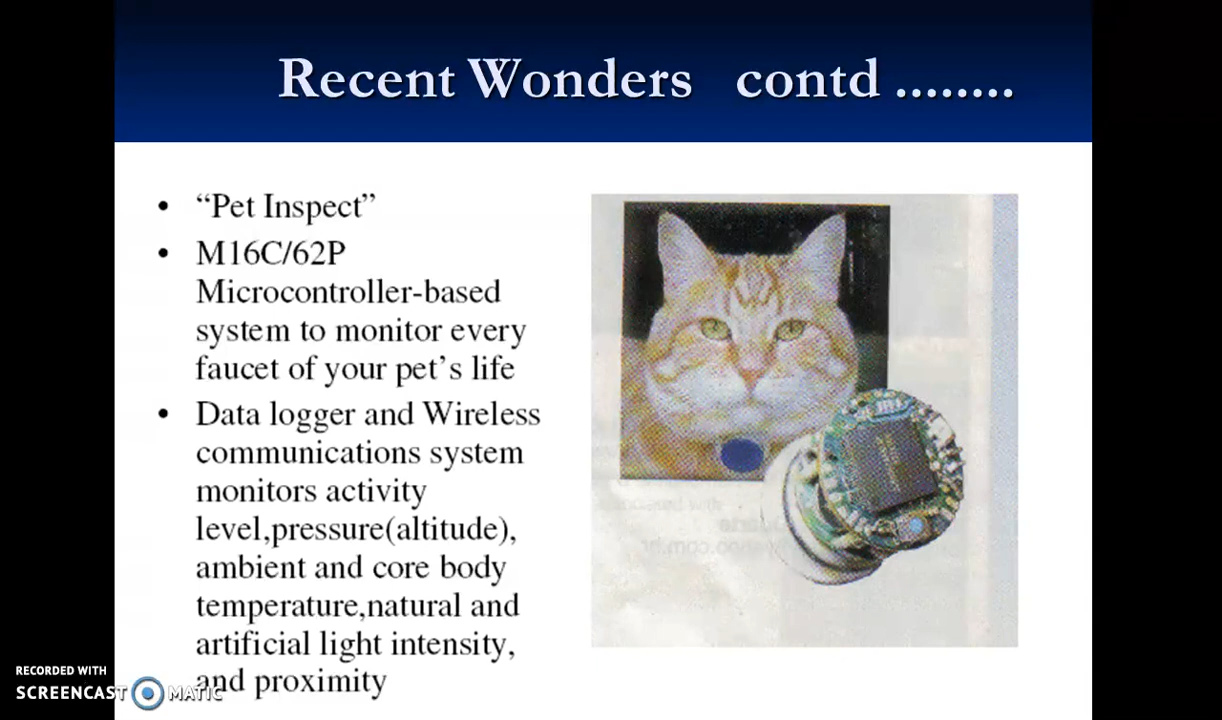 Recent Wonders contd ........
• “Pet Inspect”
• M16C/62P
Microcontroller-based
system to monitor every
faucet of your pet’s life
• Data logger and Wireless
communications system
monitors activity
level,pressure(altitude),
ambient and core body
temperature,natural and
artificial light intensity,
and proximity
RECORDED WITH
SCREENCAST MATIC